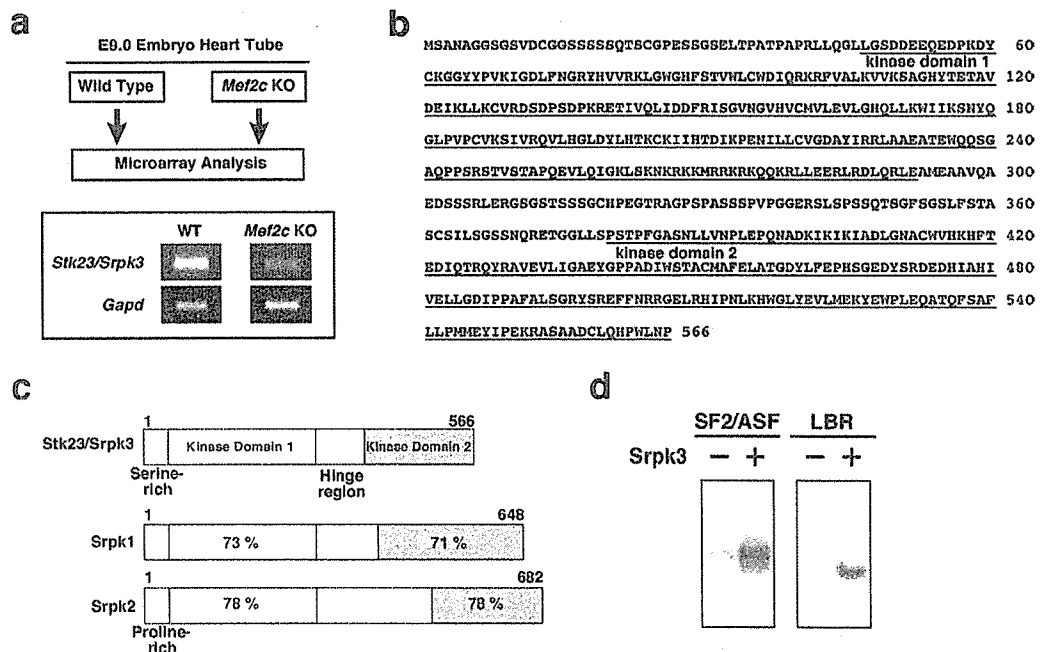 a
E9.0 Embryo Heart Tube
Wild Type
Mef2c KO
Microarray Analysis
WT Mef2c KO
Stk23/Srpk3
Gapd
b
MSANAGGSGSVDCGGSSSSSQTSCGPESSGSELTPATPAPRLLQGLLGSDDEEQEDPKDY 60
kinase domain 1
CKGGYYPVKIGDLFNGRYHVVRKLGWGHFSTVWLCWDIQRKRFVALKVVKSAGHYTETAV 120
DEIKLLKCVRDSDPSDPKRETIVQLIDDFRISGVNGVHVCMVLEVLGHQLLKWIIKSNYQ 180
GLPVPCVKSIVRQVLHGLDYLHTKCKIIHTDIKPENILLCVGDAYIRRLAAEATEWQQSG 240
AQPPSRSTVSTAPQEVLQIGKLSKNKRKKMRRKRKQQKRLLEERLRDLQRLEAMEAAVQA 300
EDSSSRLERGSGSTSSSGCHPEGTRAGPSPASSSPVPGGERSLSPSSQTSGFSGSLFSTA 360
SCSILSGSSNQRETGGLLSPSTPFGASNLLVNPLEPQNADKIKIKIADLGNACWVHKHFT 420
kinase domain 2
EDIQTRQYRAVEVLIGAEYGPPADIWSTACMAFELATGDYLFEPHSGEDYSRDEDHIAHI 480
VELLGDIPPAFALSGRYSREFFNRRGELRHIPNLKHWGLYEVLMEKYEWPLEQATQFSAF 540
LLPMMEYIPEKRASAADCLQHPWLNP 566
c
1 566
Stk23/Srpk3 Kinase Domain 1 Kinase Domain 2
Serine-rich
Hinge region
1 648
Srpk1 73 % 71 %
1 682
Srpk2 78 % 78 %
Proline-rich
d
SF2/ASF LBR
Srpk3 − + − +